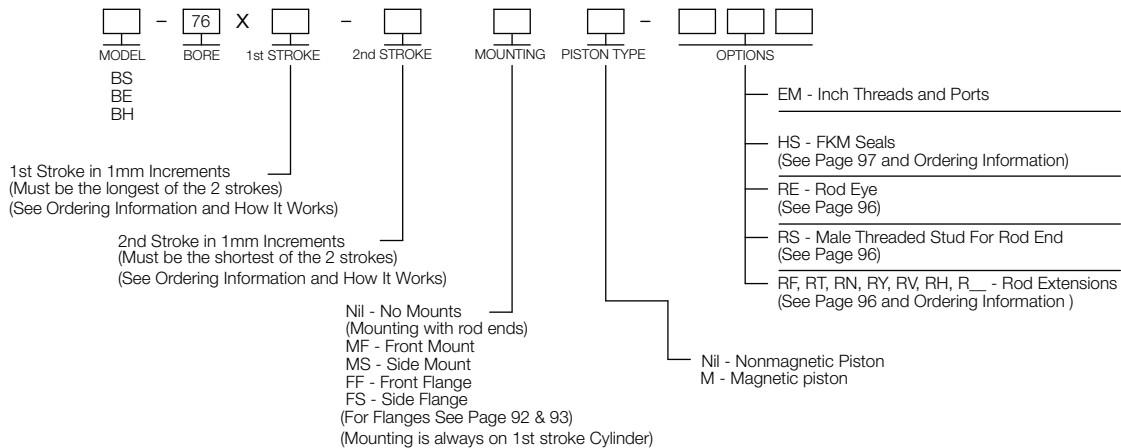 - 76 X - -
MODEL BORE 1st STROKE 2nd STROKE MOUNTING PISTON TYPE OPTIONS
BS
BE
BH
EM - Inch Threads and Ports
HS - FKM Seals
(See Page 97 and Ordering Information)
RE - Rod Eye
(See Page 96)
RS - Male Threaded Stud For Rod End
(See Page 96)
RF, RT, RN, RY, RV, RH, R__ - Rod Extensions
(See Page 96 and Ordering Information )
1st Stroke in 1mm Increments
(Must be the longest of the 2 strokes)
(See Ordering Information and How It Works)
2nd Stroke in 1mm Increments
(Must be the shortest of the 2 strokes)
(See Ordering Information and How It Works)
Nil - No Mounts
(Mounting with rod ends)
MF - Front Mount
MS - Side Mount
FF - Front Flange
FS - Side Flange
(For Flanges See Page 92 & 93)
(Mounting is always on 1st stroke Cylinder)
Nil - Nonmagnetic Piston
M - Magnetic piston